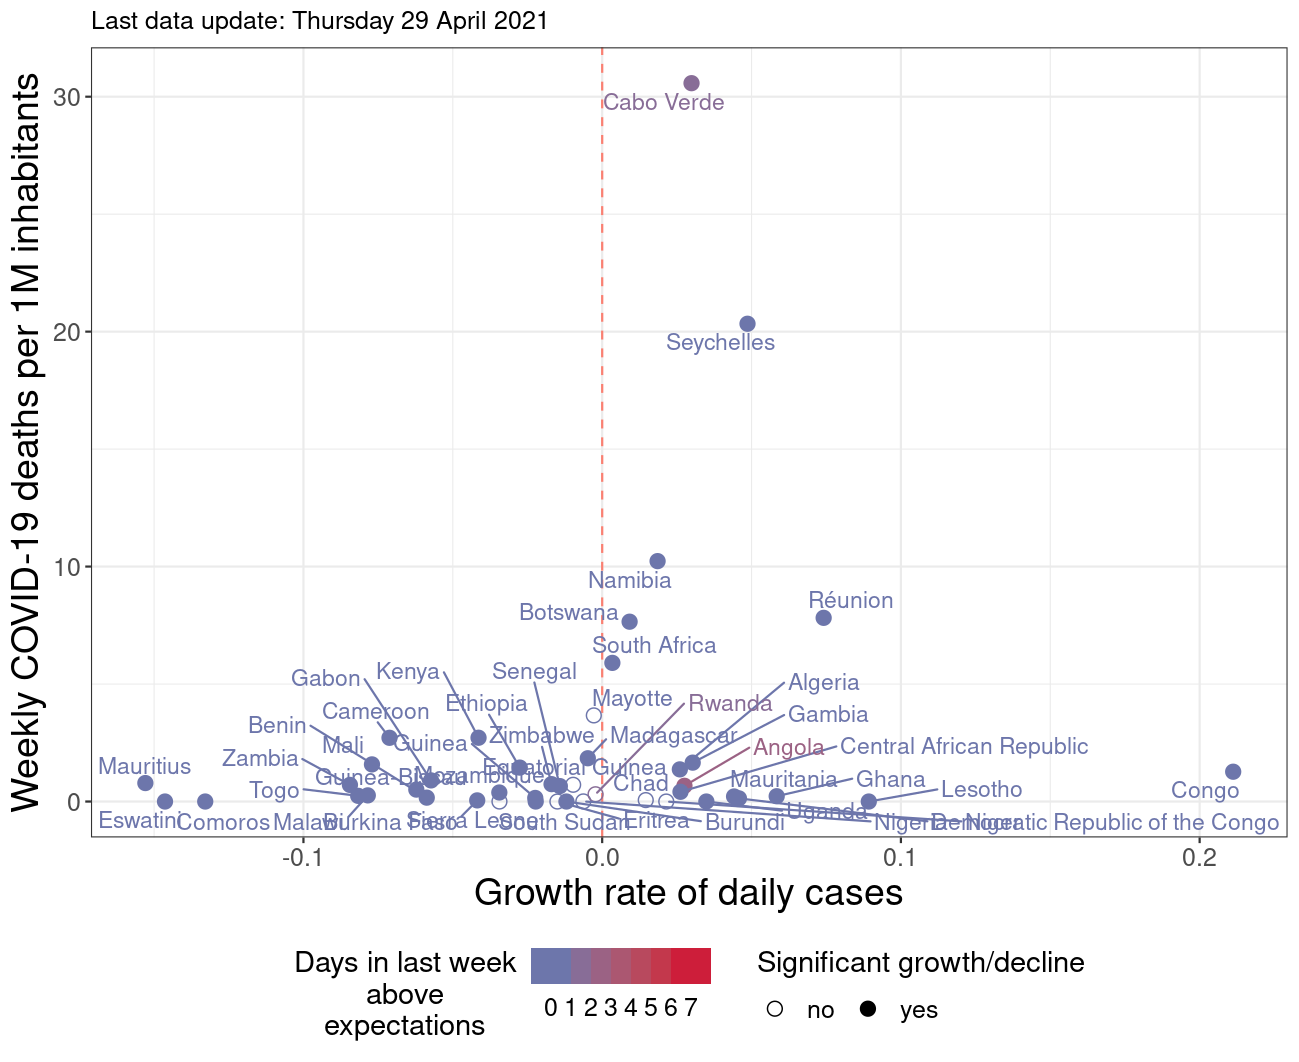 Last data update: Thursday 29 April 2021
Weekly COVID-19 deaths per 1M inhabitants
30
20
10
0
Cabo Verde
Seychelles
Namibia
Réunion
Botswana
South Africa
Kenya
Senegal
Gabon
Algeria
Mayotte
Rwanda
Ethiopia
Cameroon
Gambia
Benin
Zimbabwe
Madagascar
Mali
Guinea
Angola
Central African Republic
Zambia
Mauritius
Equatorial Guinea
Guinea-Bissau
Mozambique
Chad
Mauritania
Ghana
Togo
Lesotho
Congo
Uganda
Eswatini
Comoros
Malawi
Burkina Faso
Sierra Leone
South Sudan
Eritrea
Burundi
Nigeria
Democratic Republic of the Congo
Niger
-0.1
0.0
0.1
0.2
Growth rate of daily cases
Days in last week
above
expectations
0 1 2 3 4 5 6 7
Significant growth/decline
no
yes